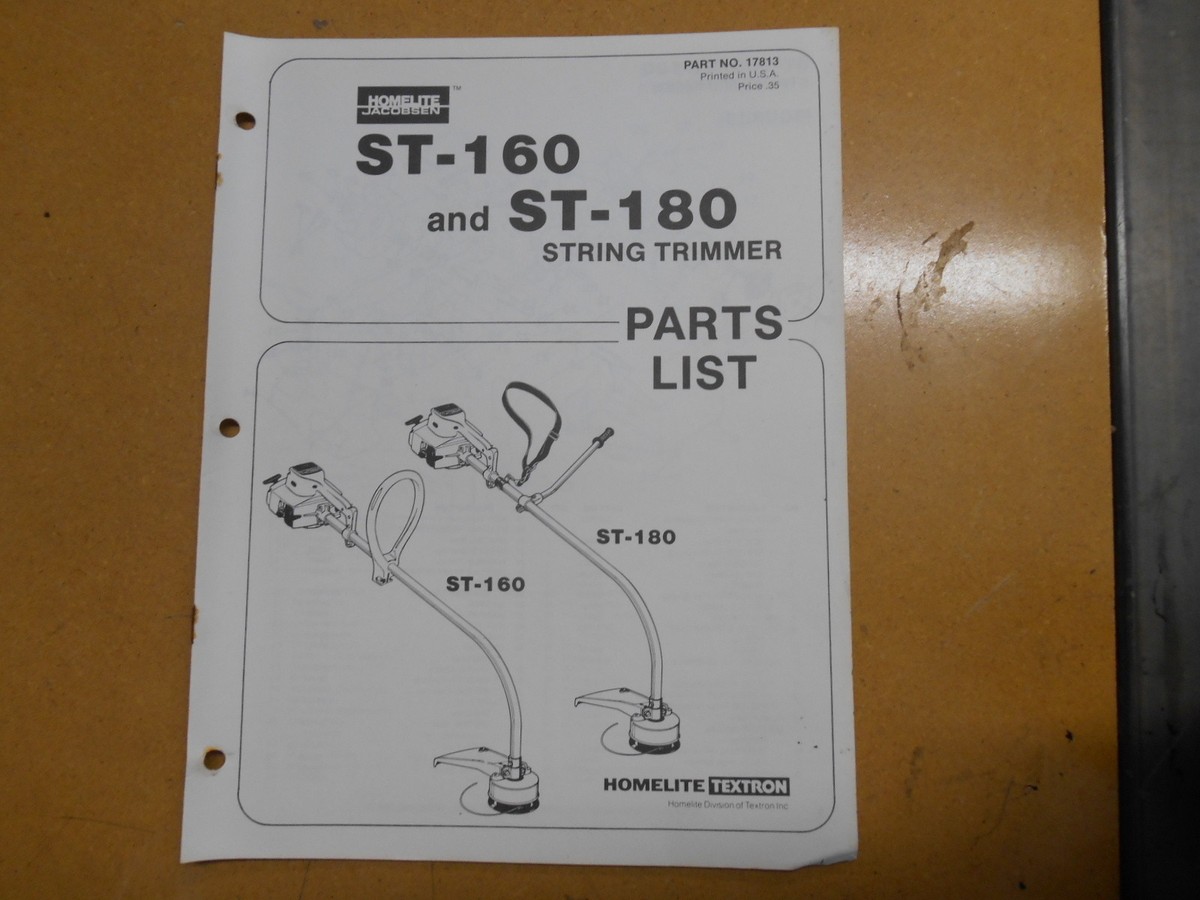 PART NO. 17813
Printed in U.S.A.
Price .35
HOMELITE
JACOBSEN
TM
ST-160
and ST-180
STRING TRIMMER
PARTS
LIST
ST-180
ST-160
HOMELITE TEXTRON
Homelite Division of Textron Inc